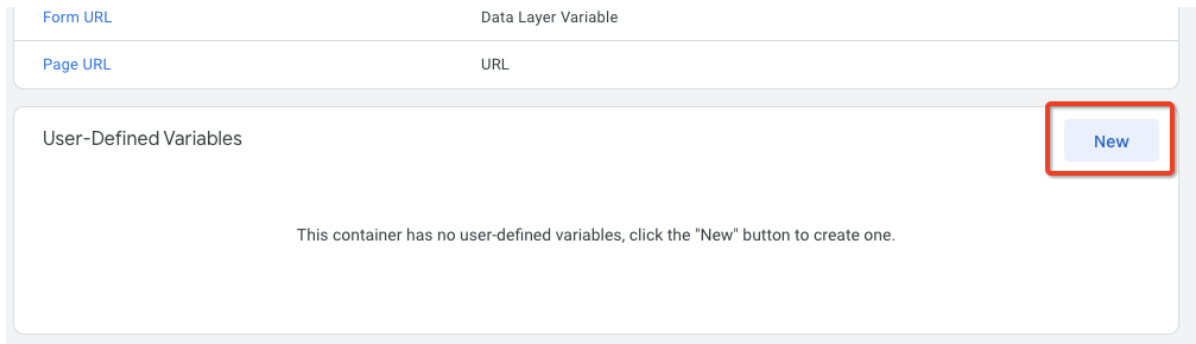 Form URL Data Layer Variable
Page URL URL
User-Defined Variables New
This container has no user-defined variables, click the "New" button to create one.